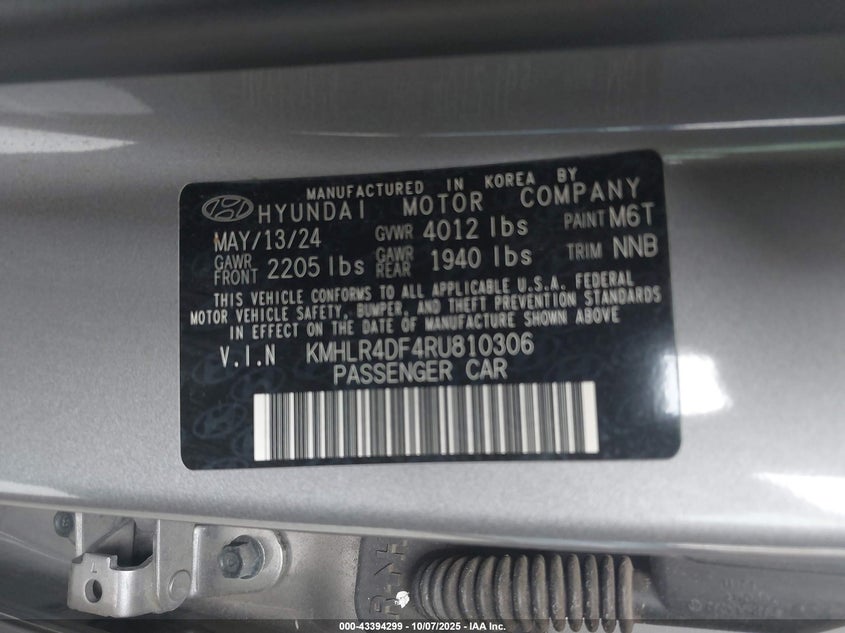 MANUFACTURED IN KOREA BY
HYUNDAI MOTOR COMPANY
MAY/13/24 GVWR 4012 lbs PAINT M6T
GAWR FRONT 2205 lbs GAWR REAR 1940 lbs TRIM NNB
THIS VEHICLE CONFORMS TO ALL APPLICABLE U.S.A. FEDERAL
MOTOR VEHICLE SAFETY, BUMPER, AND THEFT PREVENTION STANDARDS
IN EFFECT ON THE DATE OF MANUFACTURE SHOWN ABOVE
V.I.N KMHLR4DF4RU810306
PASSENGER CAR
000-43394299 - 10/07/2025 - IAA Inc.